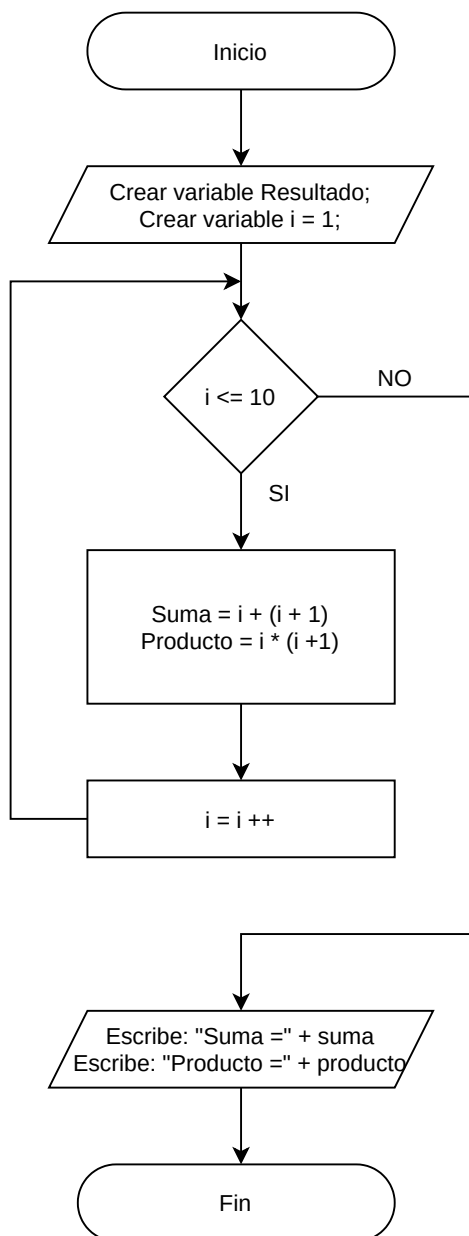 Inicio
Crear variable Resultado;
Crear variable i = 1;
i <= 10
NO
SI
Suma = i + (i + 1)
Producto = i * (i +1)
i = i ++
Escribe: "Suma =" + suma
Escribe: "Producto =" + producto
Fin